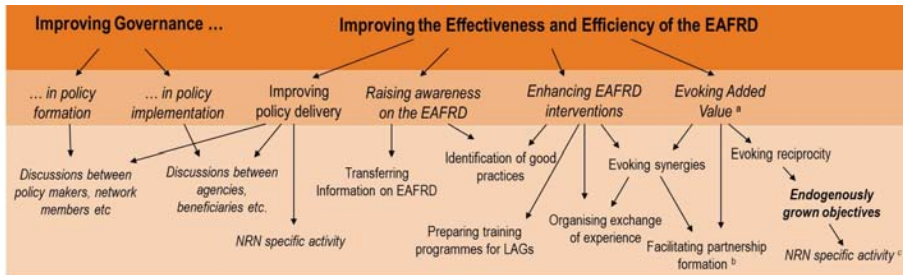 Improving Governance ...
Improving the Effectiveness and Efficiency of the EAFRD
... in policy
formation
... in policy
implementation
Improving
policy delivery
Raising awareness
on the EAFRD
Enhancing EAFRD
interventions
Evoking Added
Value a
Discussions between
policy makers, network
members etc
Discussions between
agencies,
beneficiaries etc.
NRN specific activity
Transferring
Information on EAFRD
Identification of good
practices
Preparing training
programmes for LAGs
Evoking synergies
Organising exchange
of experience
Facilitating partnership
formation b
Evoking reciprocity
Endogenously
grown objectives
NRN specific activity c